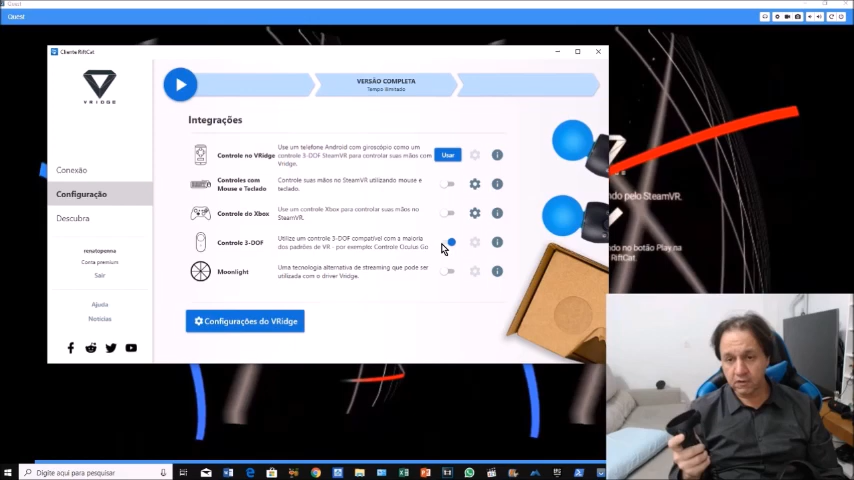 Quest
Quest
Cliente RiftCat
VRIDGE
Conexão
Configuração
Descubra
renatoponna
Conta premium
Sair
Ajuda
Notícias
VERSÃO COMPLETA
Tempo limitado
Integrações
Controle no VRidge
Use um telefone Android com giroscópio como um
controle 3-DOF SteamVR para controlar suas mãos com
Vridge.
Usar
Controles com
Mouse e Teclado
Controle suas mãos no SteamVR utilizando mouse e
teclado.
Controle do Xbox
Use um controle Xbox para controlar suas mãos no
SteamVR.
Controle 3-DOF
Utilize um controle 3-DOF compatível com a maioria
dos padrões de VR - por exemplo: Controle Oculus Go
Moonlight
Uma tecnologia alternativa de streaming que pode ser
utilizada com o driver Vridge.
Configurações do VRidge
pelo SteamVR.
no botão Play na
RiftCat.
Digite aqui para pesquisar